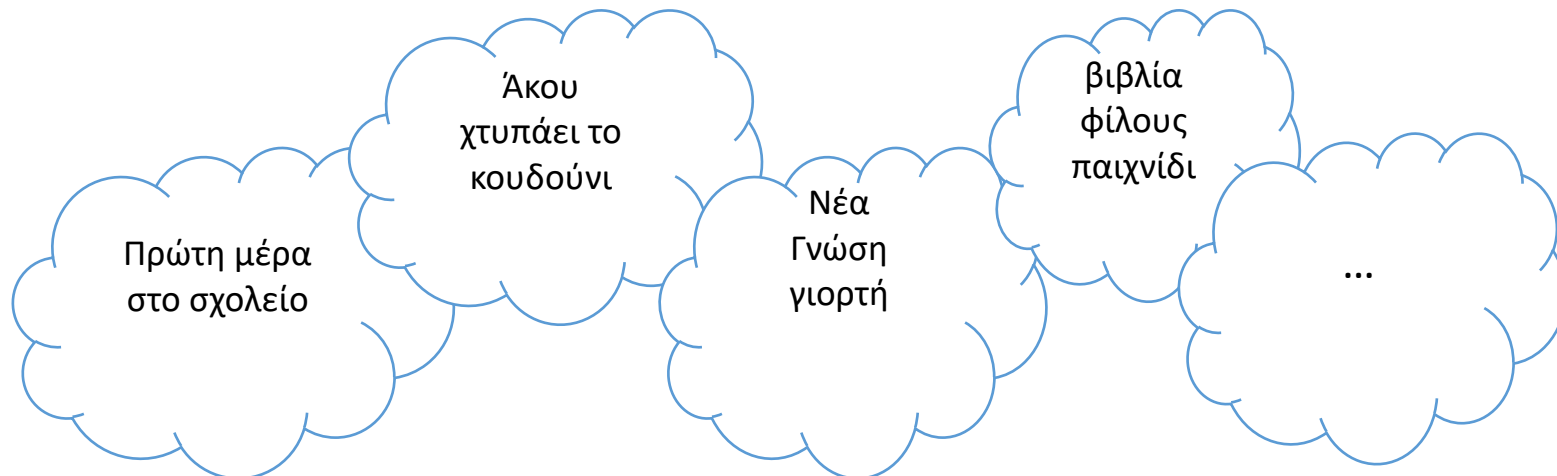 Πρώτη μέρα
στο σχολείο
Άκου
χτυπάει το
κουδούνι
Νέα
Γνώση
γιορτή
βιβλία
φίλους
παιχνίδι
...